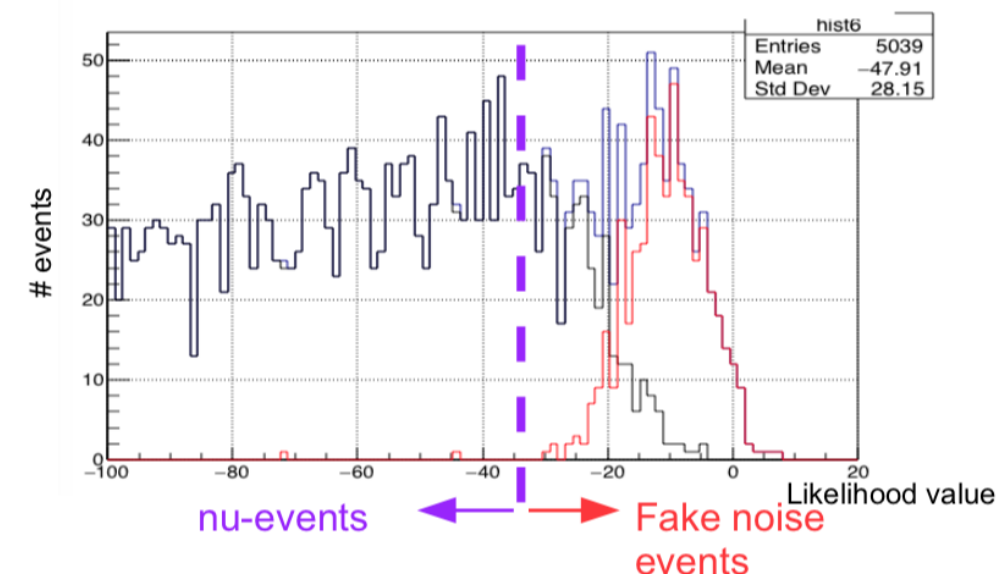 hist6
Entries 5039
Mean −47.91
Std Dev 28.15
# events
50
40
30
20
10
0
−100 −80 −60 −40 −20 0 20
Likelihood value
nu-events
Fake noise
events